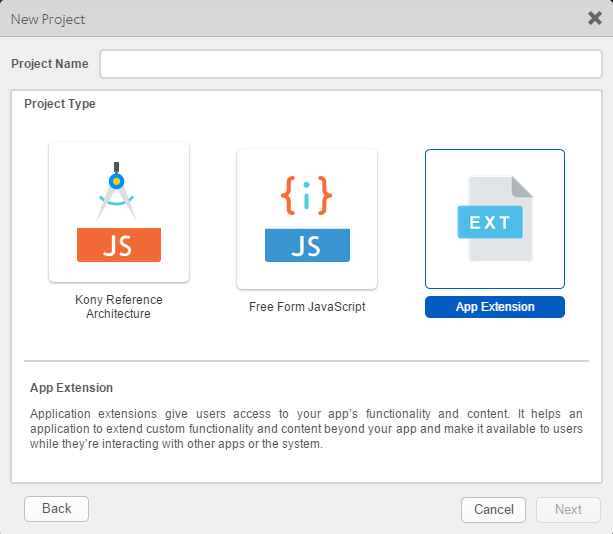 New Project
Project Name
Project Type
JS
{i}
JS
EXT
Kony Reference
Architecture
Free Form JavaScript
App Extension
App Extension
Application extensions give users access to your app's functionality and content. It helps an
application to extend custom functionality and content beyond your app and make it available to users
while they're interacting with other apps or the system.
Back
Cancel
Next